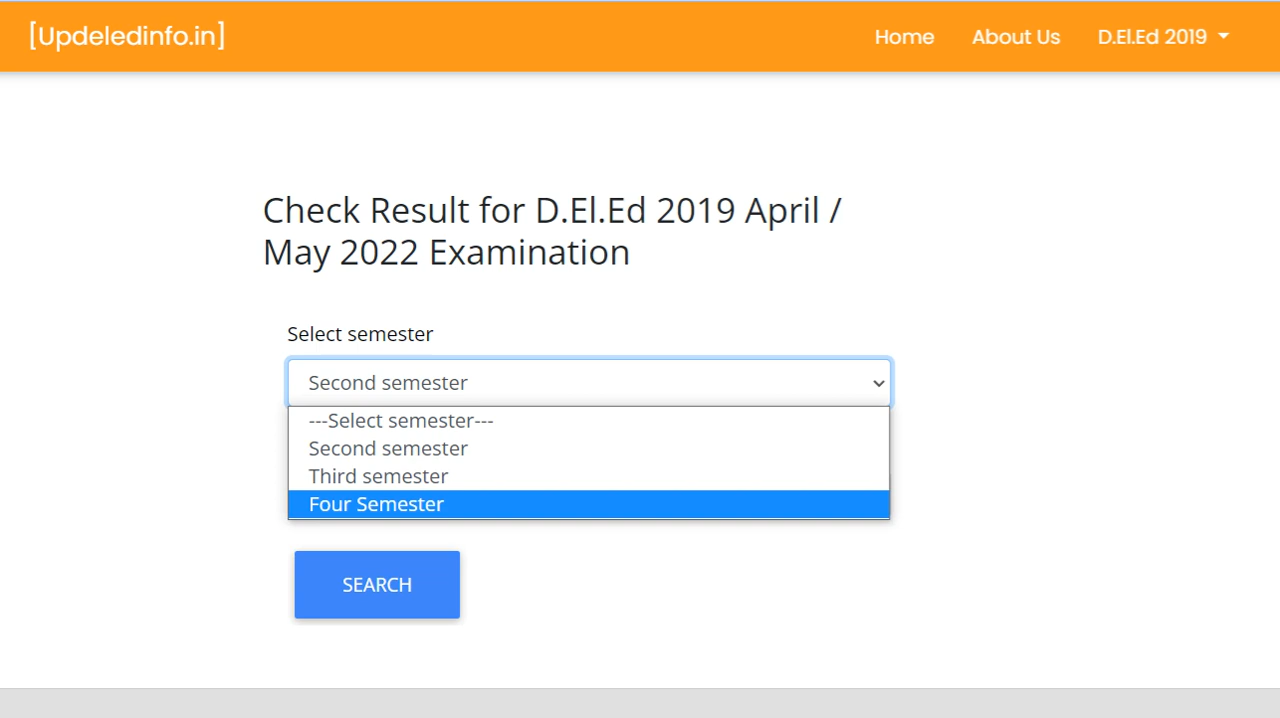 [Updeledinfo.in]
Home
About Us
D.El.Ed 2019
Check Result for D.El.Ed 2019 April /
May 2022 Examination
Select semester
Second semester
---Select semester---
Second semester
Third semester
Four Semester
SEARCH